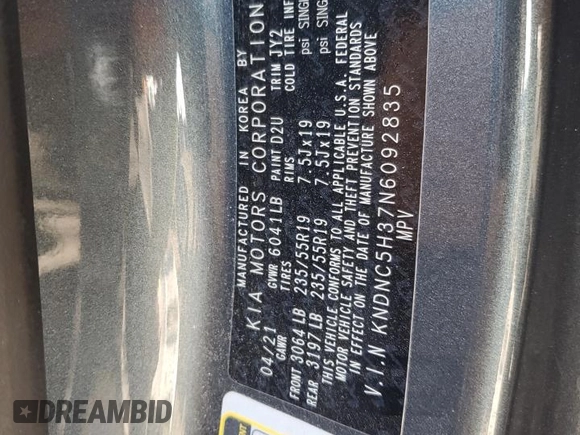 MANUFACTURED IN KOREA BY
KIA MOTORS CORPORATION
04/21 GVWR 6041LB PAINT D2U TRIM JY2
GAWR TIRES RIMS COLD TIRE INF
FRONT 3064LB 235/55R19 7.5Jx19 psi SING
REAR 3197LB 235/55R19 7.5Jx19 psi SING
THIS VEHICLE CONFORMS TO ALL APPLICABLE U.S.A. FEDERAL
MOTOR VEHICLE SAFETY AND THEFT PREVENTION STANDARDS
IN EFFECT ON THE DATE OF MANUFACTURE SHOWN ABOVE
V.I.N KNDNC5H37N6092835
MPV
DREAMBID